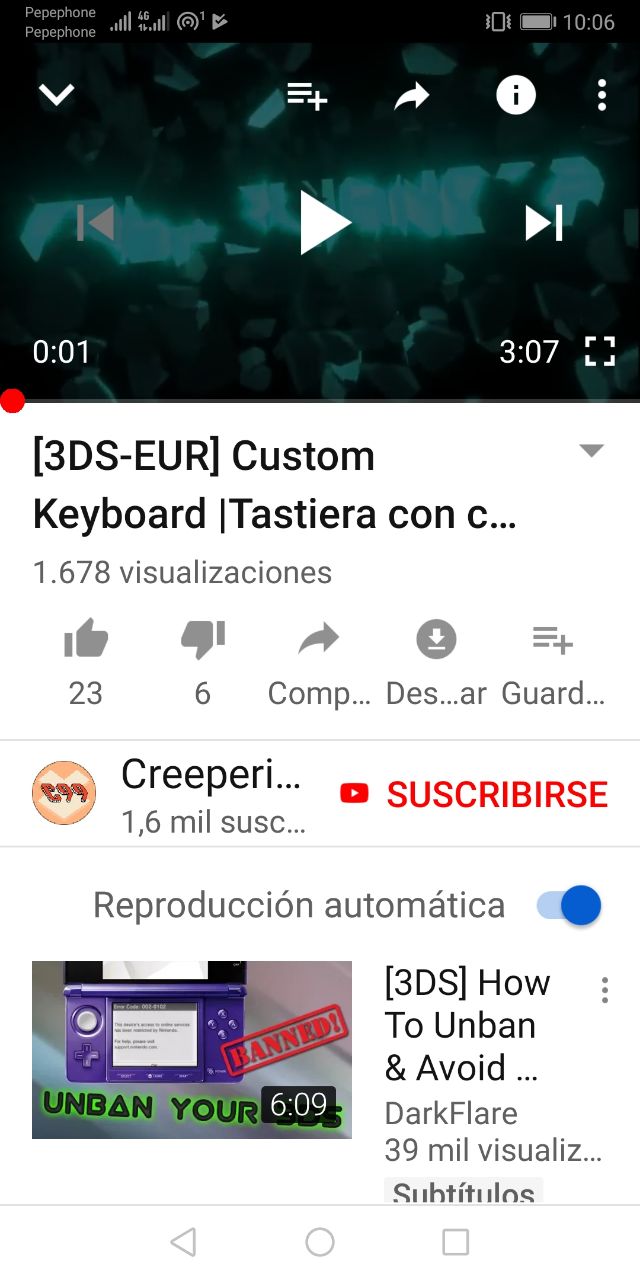 Pepephone
Pepephone
4G
1
10:06
0:01
3:07
[3DS-EUR] Custom
Keyboard |Tastiera con c...
1.678 visualizaciones
23
6
Comp...
Des...ar
Guard...
C99
Creeperi...
1,6 mil susc...
SUSCRIBIRSE
Reproducción automática
Error Code: 002-0102
This device's access to online services
has been restricted by Nintendo.
For help, please visit
support.nintendo.com.
BANNED!
UNBAN YOUR 3DS
6:09
[3DS] How
To Unban
& Avoid ...
DarkFlare
39 mil visualiz...
Subtítulos